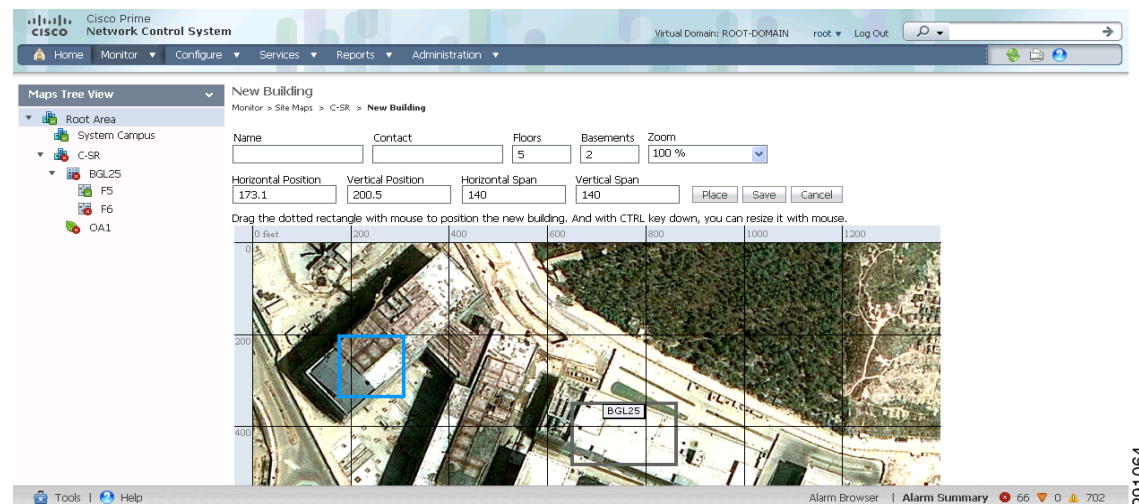 Cisco Prime
CISCO Network Control System
Virtual Domain: ROOT-DOMAIN root Log Out
Home Monitor Configure Services Reports Administration
Maps Tree View
Root Area
System Campus
C-SR
BGL25
F5
F6
OA1
New Building
Monitor > Site Maps > C-SR > New Building
Name Contact Floors Basements Zoom
5 2 100 %
Horizontal Position Vertical Position Horizontal Span Vertical Span
173.1 200.5 140 140 Place Save Cancel
Drag the dotted rectangle with mouse to position the new building. And with CTRL key down, you can resize it with mouse.
0 feet 200 400 600 800 1000 1200
0
200
BGL25
400
Tools | Help Alarm Browser | Alarm Summary 66 0 702